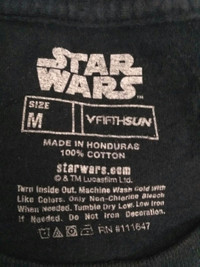 STAR
WARS
SIZE
M
VFIFTHSUN
MADE IN HONDURAS
100% COTTON
starwars.com
© & TM Lucasfilm Ltd.
Turn Inside Out. Machine Wash Cold With
Like Colors. Only Non-Chlorine Bleach
When Needed. Tumble Dry Low. Low Iron
If Needed. Do Not Iron Decoration.
RN #111647